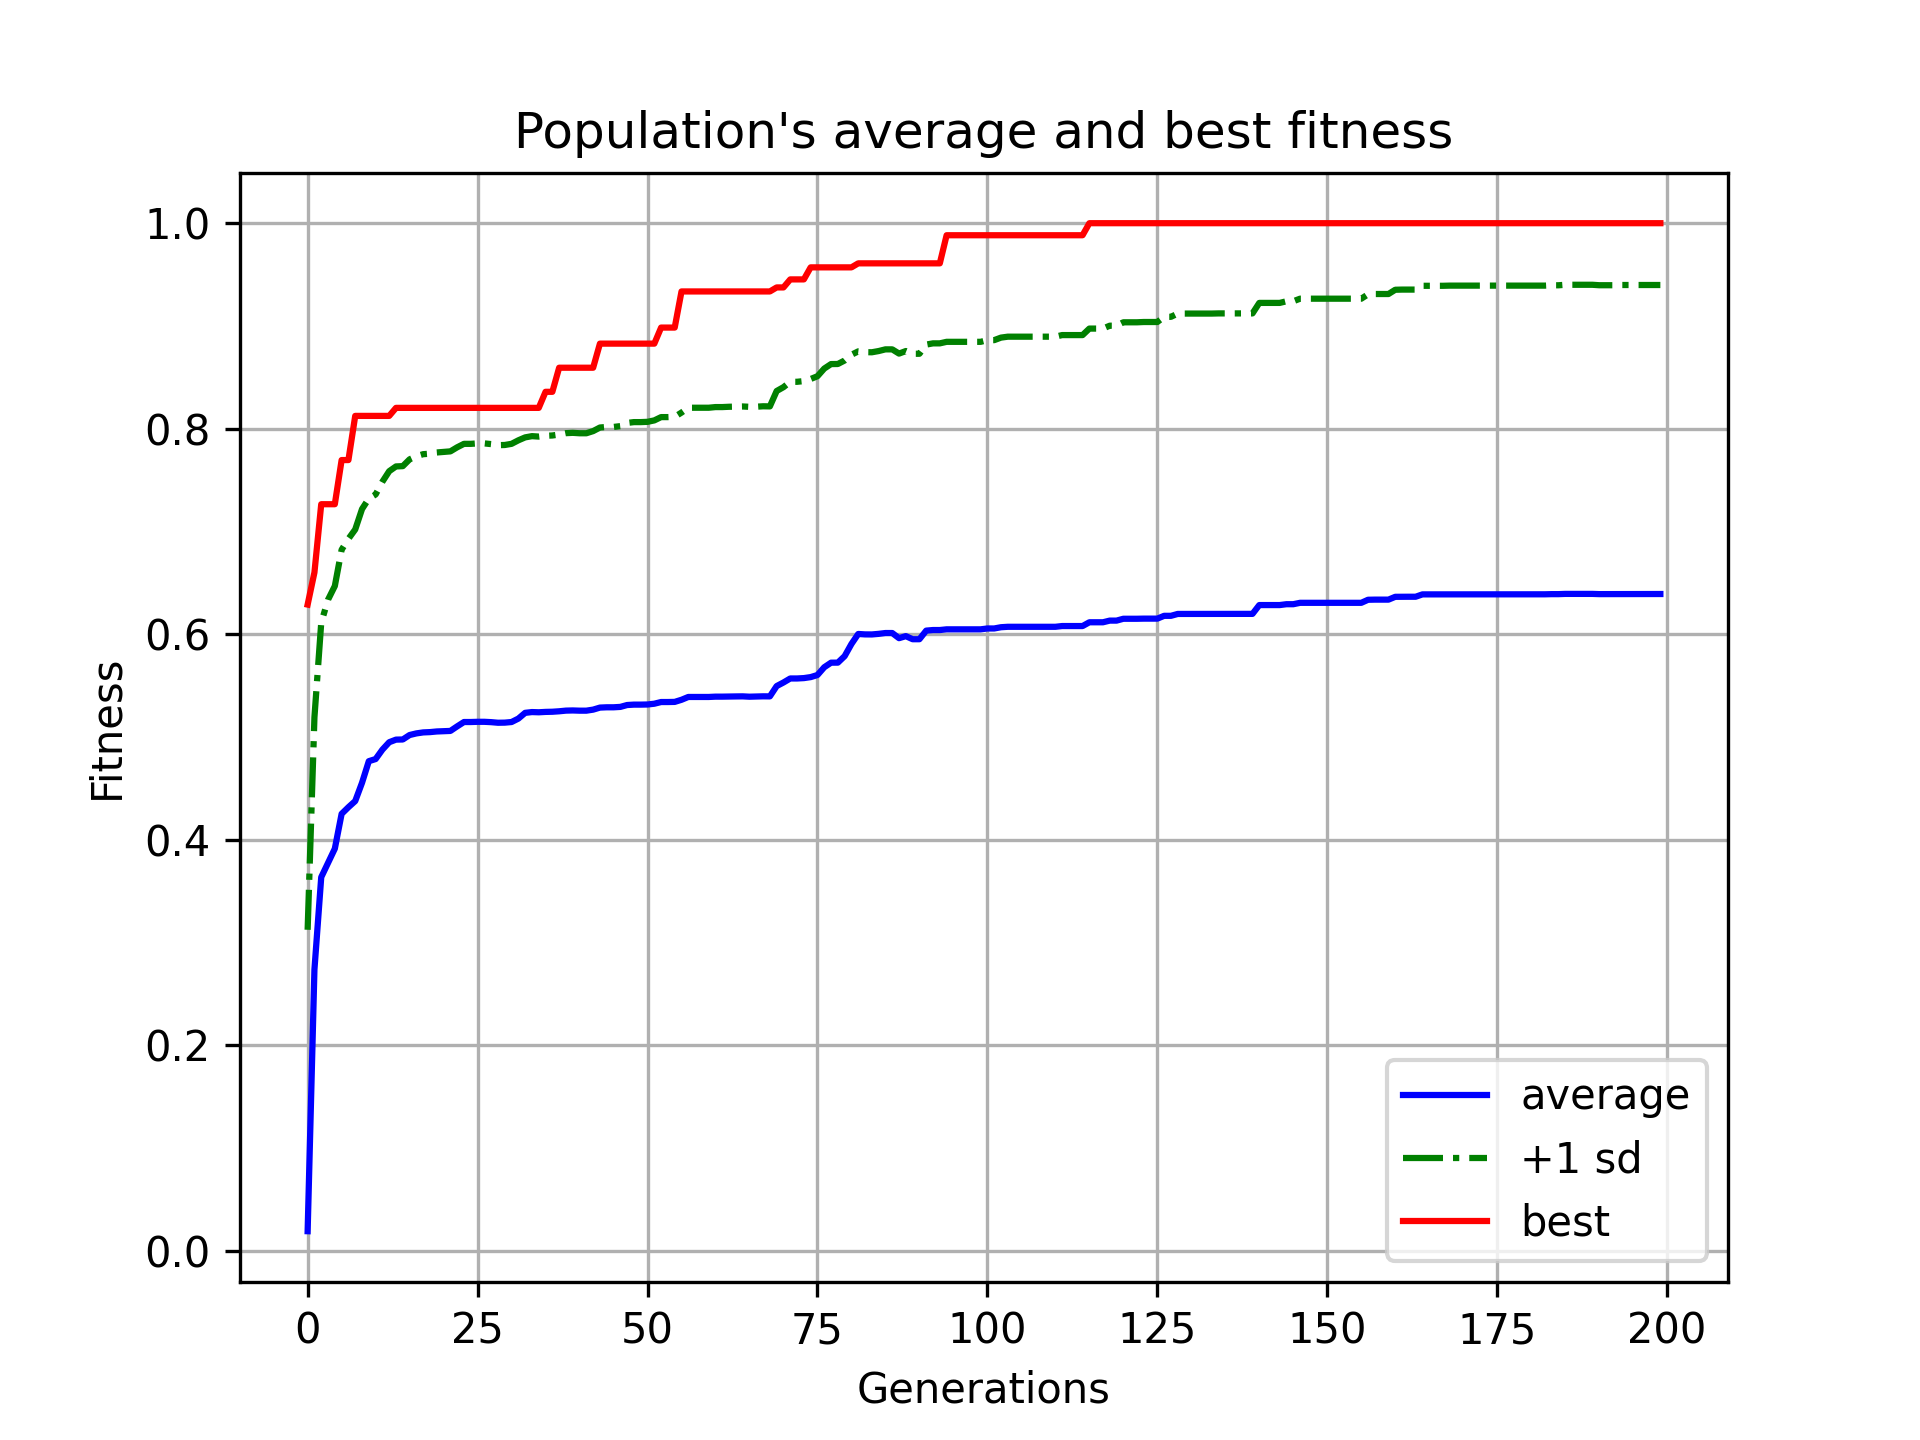 Population's average and best fitness
1.0
0.8
0.6
0.4
0.2
0.0
Fitness
0 25 50 75 100 125 150 175 200
Generations
average
+1 sd
best